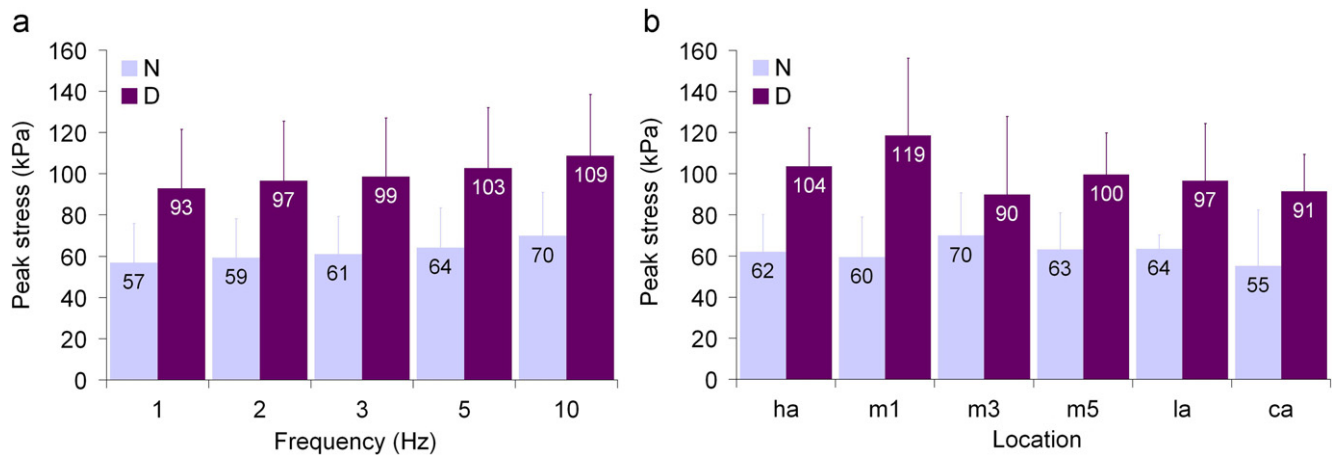 a
160
140
120
100
80
60
40
20
0
Peak stress (kPa)
N
D
57 93 59 97 61 99 64 103 70 109
1 2 3 5 10
Frequency (Hz)
b
160
140
120
100
80
60
40
20
0
Peak stress (kPa)
N
D
62 104 60 119 70 90 63 100 64 97 55 91
ha m1 m3 m5 la ca
Location